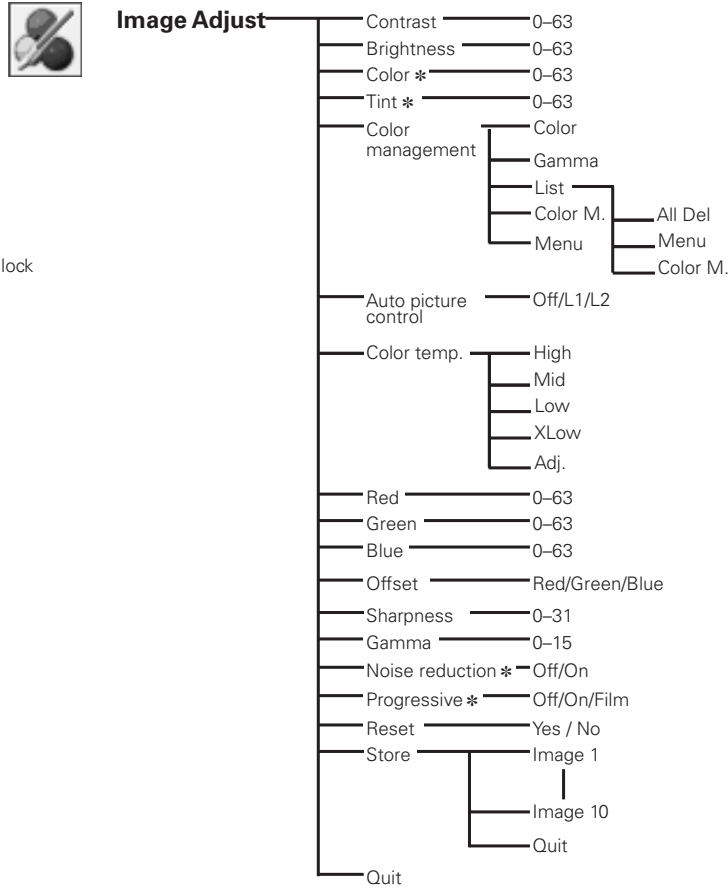 Image Adjust
Contrast 0–63
Brightness 0–63
Color * 0–63
Tint * 0–63
Color management Color
Gamma
List
Color M. All Del
Menu Menu
lock Color M.
Auto picture control Off/L1/L2
Color temp. High
Mid
Low
XLow
Adj.
Red 0–63
Green 0–63
Blue 0–63
Offset Red/Green/Blue
Sharpness 0–31
Gamma 0–15
Noise reduction * Off/On
Progressive * Off/On/Film
Reset Yes / No
Store Image 1
Image 10
Quit
Quit